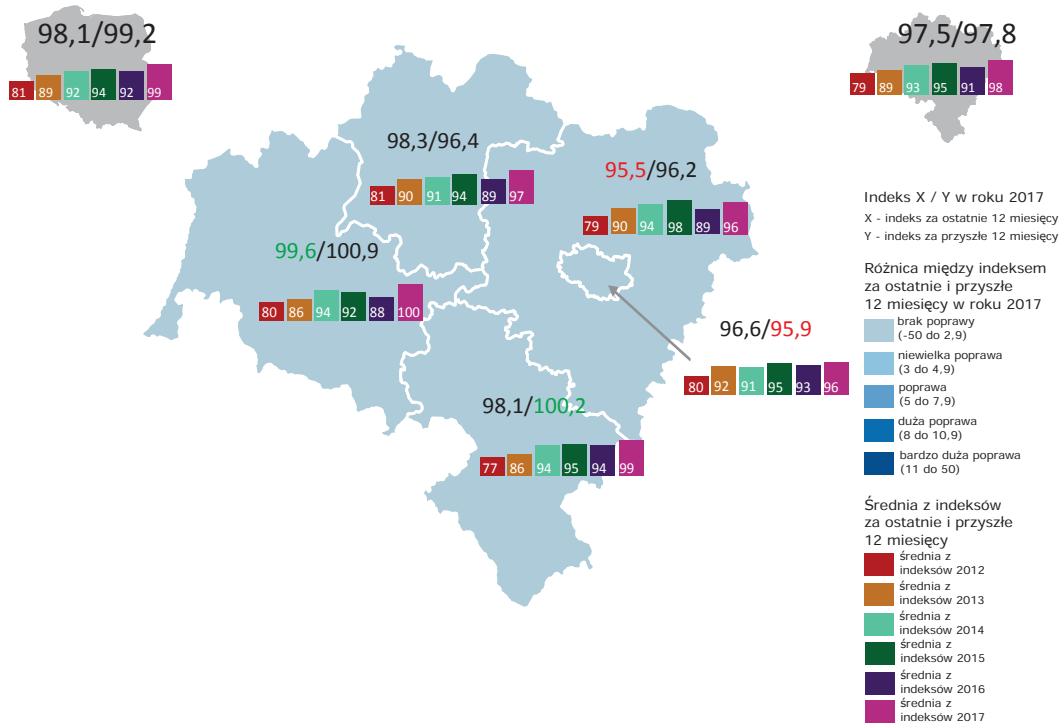 98,1/99,2
81 89 92 94 92 99
97,5/97,8
79 89 93 95 91 98
98,3/96,4
81 90 91 94 89 97
95,5/96,2
79 90 94 98 89 96
99,6/100,9
80 86 94 92 88 100
96,6/95,9
80 92 91 95 93 96
98,1/100,2
77 86 94 95 94 99
Indeks X / Y w roku 2017
X - indeks za ostatnie 12 miesięcy
Y - indeks za przyszłe 12 miesięcy
Różnica między indeksem
za ostatnie i przyszłe
12 miesięcy w roku 2017
brak poprawy
(-50 do 2,9)
niewielka poprawa
(3 do 4,9)
poprawa
(5 do 7,9)
duża poprawa
(8 do 10,9)
bardzo duża poprawa
(11 do 50)
Średnia z indeksów
za ostatnie i przyszłe
12 miesięcy
średnia z
indeksów 2012
średnia z
indeksów 2013
średnia z
indeksów 2014
średnia z
indeksów 2015
średnia z
indeksów 2016
średnia z
indeksów 2017